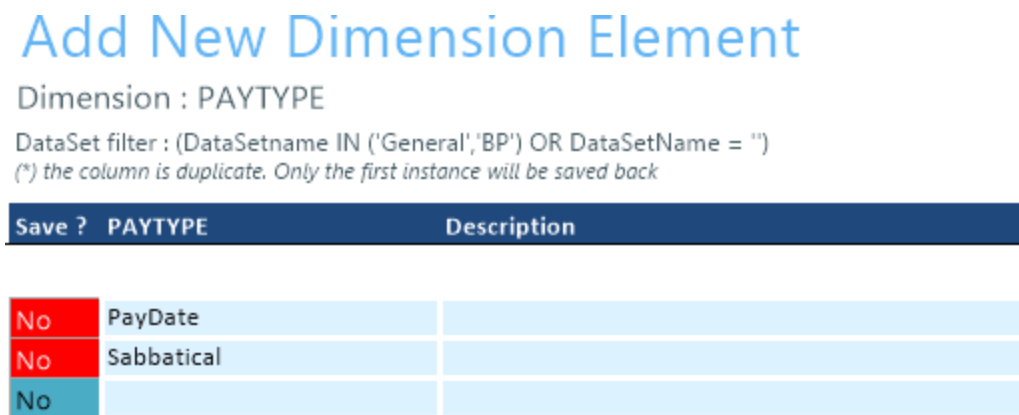 Add New Dimension Element
Dimension : PAYTYPE
DataSet filter : (DataSetname IN ('General','BP') OR DataSetName = '')
(*) the column is duplicate. Only the first instance will be saved back
Save ? PAYTYPE Description
No PayDate
No Sabbatical
No